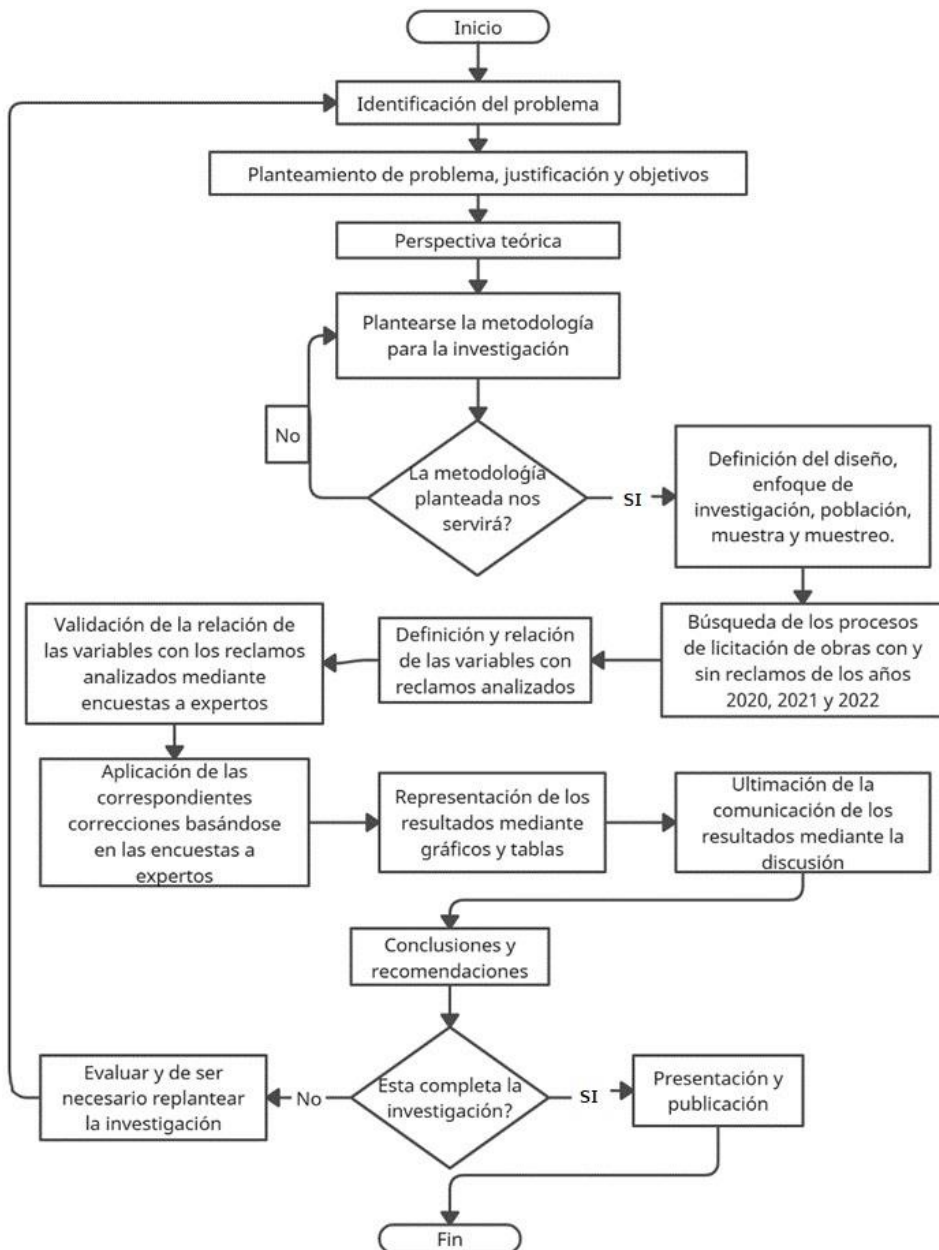 Inicio
Identificación del problema
Planteamiento de problema, justificación y objetivos
Perspectiva teórica
Plantearse la metodología
para la investigación
No
La metodología
planteada nos
servirá?
SI
Definición del diseño,
enfoque de
investigación, población,
muestra y muestreo.
Búsqueda de los procesos
de licitación de obras con y
sin reclamos de los años
2020, 2021 y 2022
Definición y relación
de las variables con
reclamos analizados
Validación de la relación de
las variables con los reclamos
analizados mediante
encuestas a expertos
Aplicación de las
correspondientes
correcciones basándose
en las encuestas a
expertos
Representación de los
resultados mediante
gráficos y tablas
Ultimación de la
comunicación de los
resultados mediante la
discusión
Conclusiones y
recomendaciones
Esta completa la
investigación?
No
Evaluar y de ser
necesario replantear
la investigación
SI
Presentación y
publicación
Fin